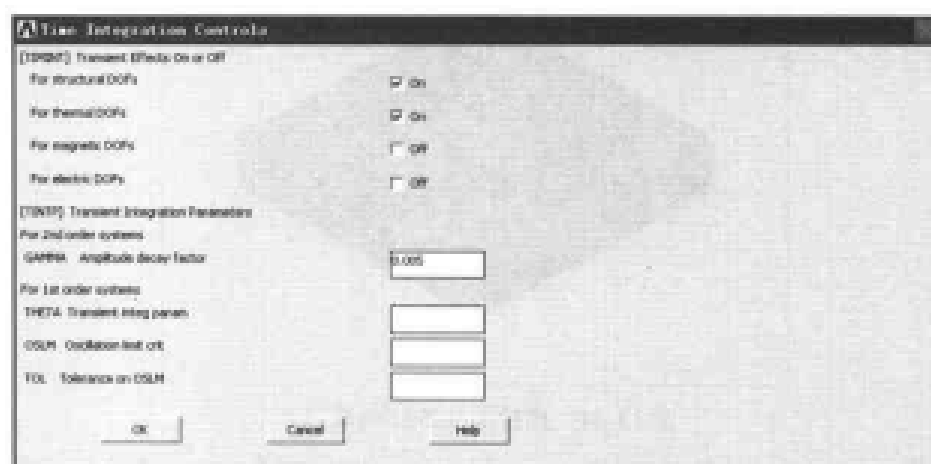 Time Integration Controls
[TIMINT] Transient Effects On or Off
For structural DOFs
On
For thermal DOFs
On
For magnetic DOFs
Off
For electric DOFs
Off
[TINTP] Transient Integration Parameters
For 2nd order systems
GAMMA Amplitude decay factor
0.005
For 1st order systems
THETA Transient integ param
OSLM Oscillation limit crit
TOL Tolerance on OSLM
OK
Cancel
Help